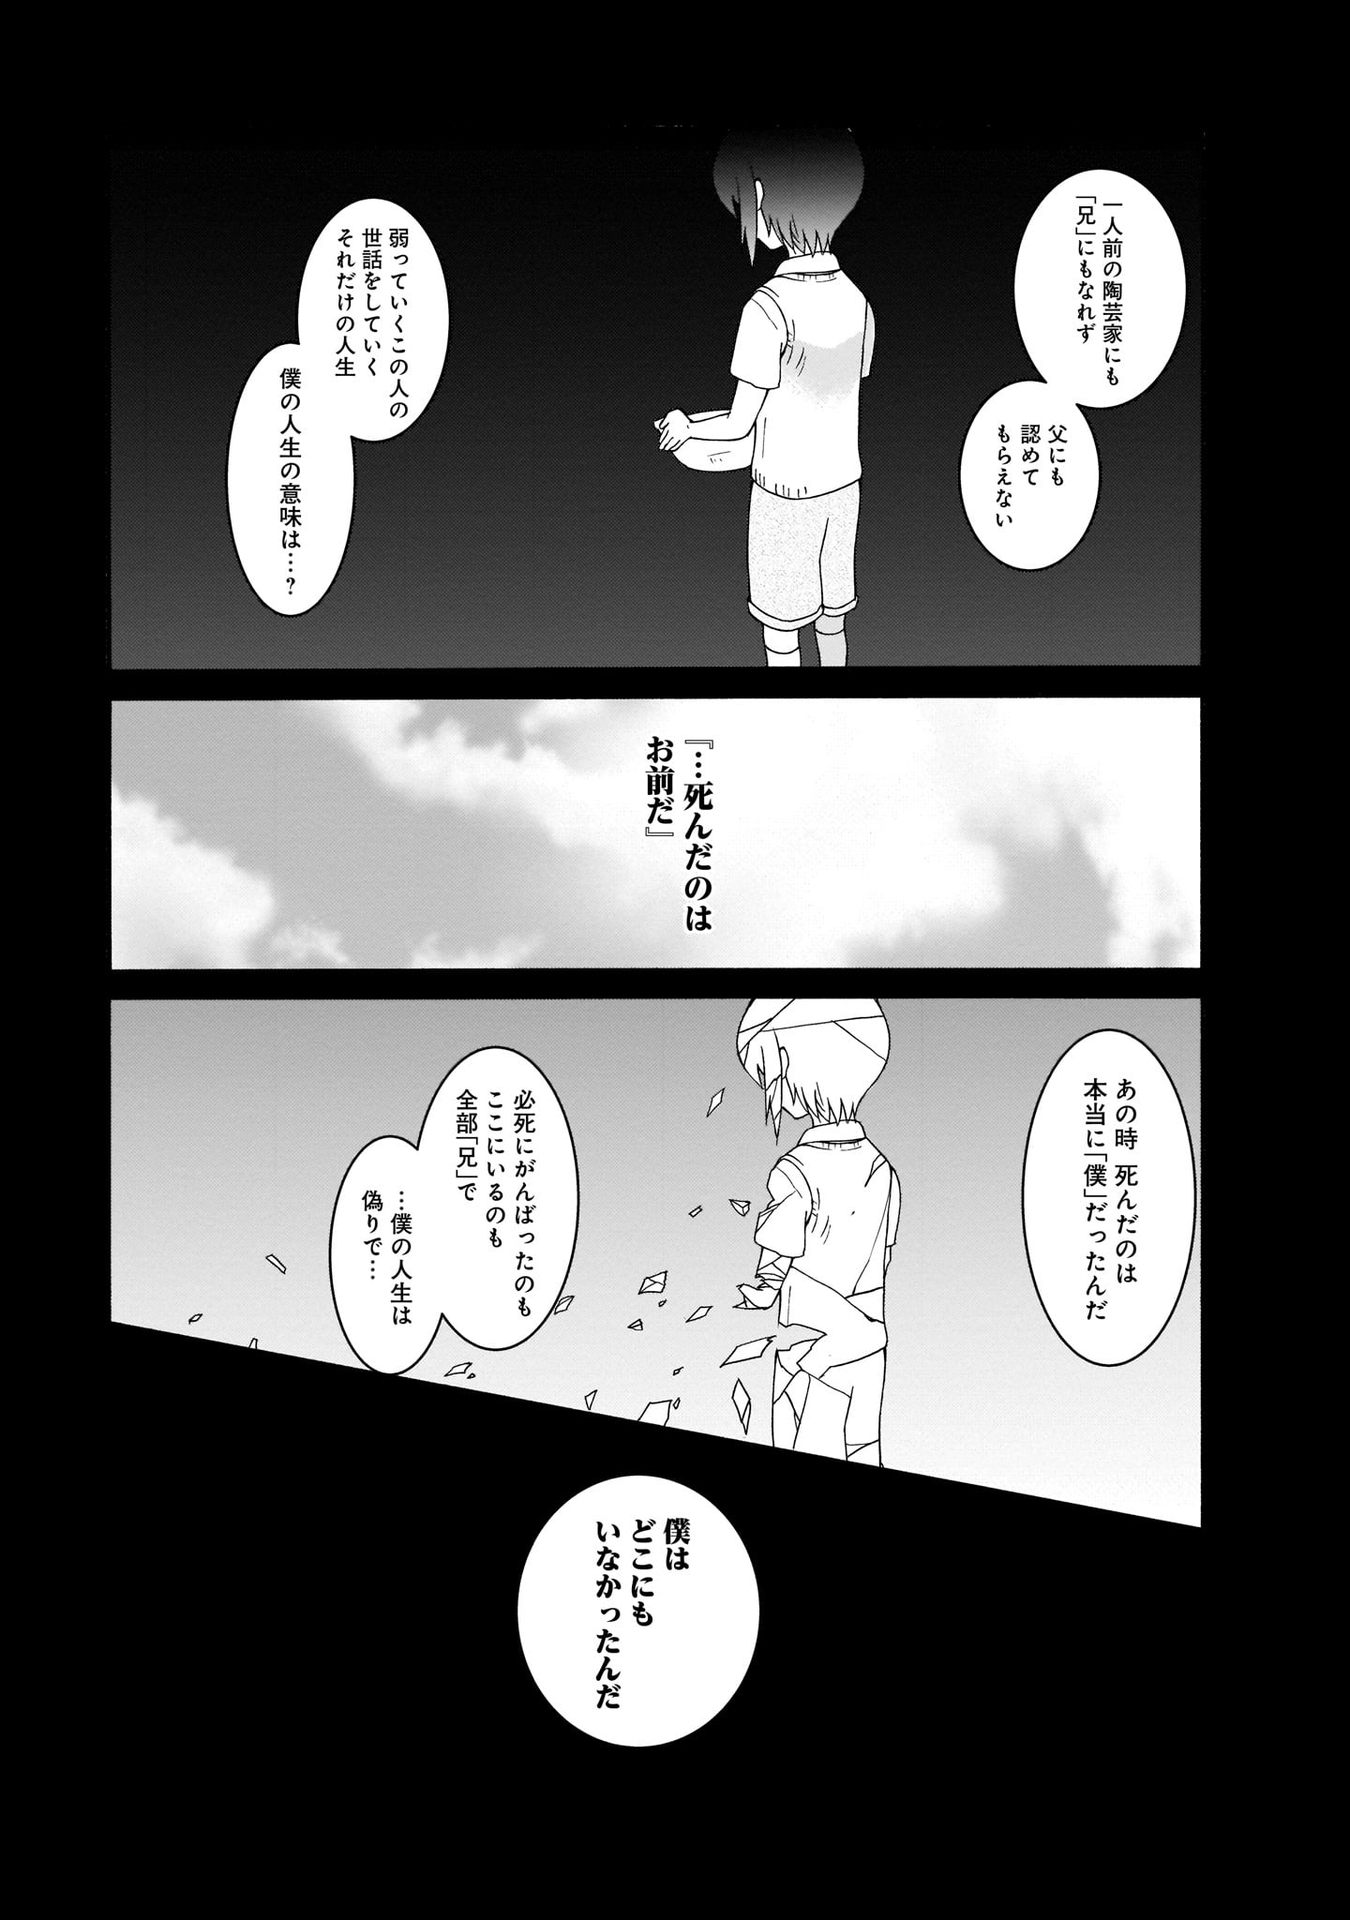 一人前の陶芸家にも
「兄」にもなれず
父にも
認めて
もらえない
弱っていくこの人の
世話をしていく
それだけの人生
僕の人生の意味は…?
『…死んだのは
お前だ』
あの時 死んだのは
本当に「僕」だったんだ
必死にがんばったのも
ここにいるのも
全部「兄」で
…僕の人生は
偽りで…
僕は
どこにも
いなかったんだ